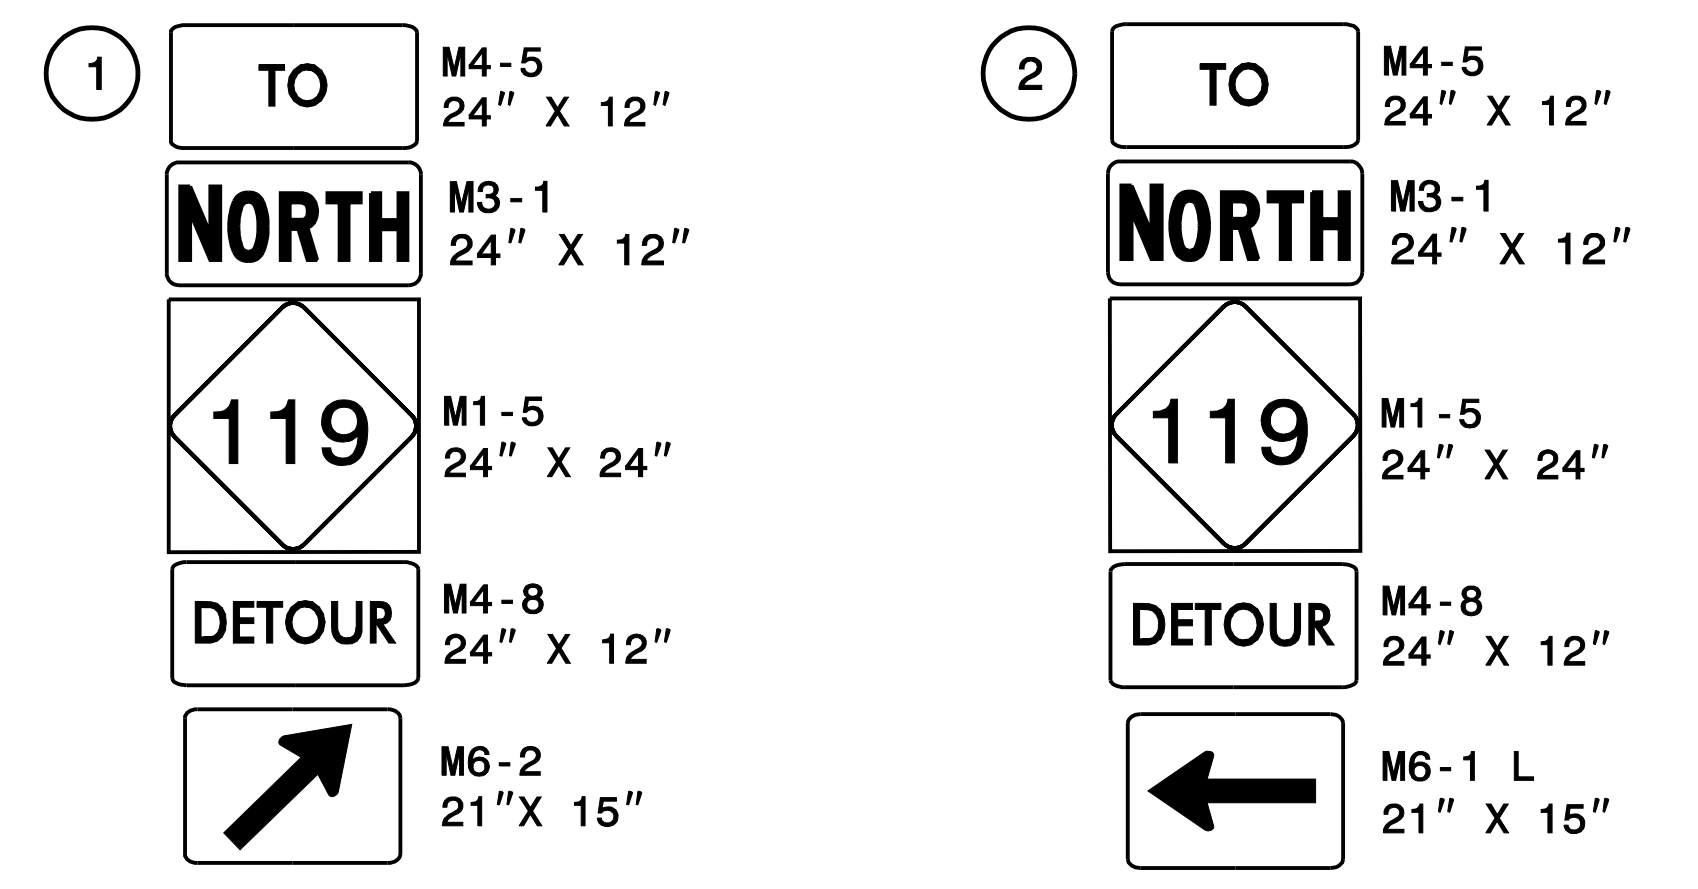 1
TO
M4-5
24" X 12"
NORTH
M3-1
24" X 12"
119
M1-5
24" X 24"
DETOUR
M4-8
24" X 12"
M6-2
21"X 15"
2
TO
M4-5
24" X 12"
NORTH
M3-1
24" X 12"
119
M1-5
24" X 24"
DETOUR
M4-8
24" X 12"
M6-1 L
21" X 15"